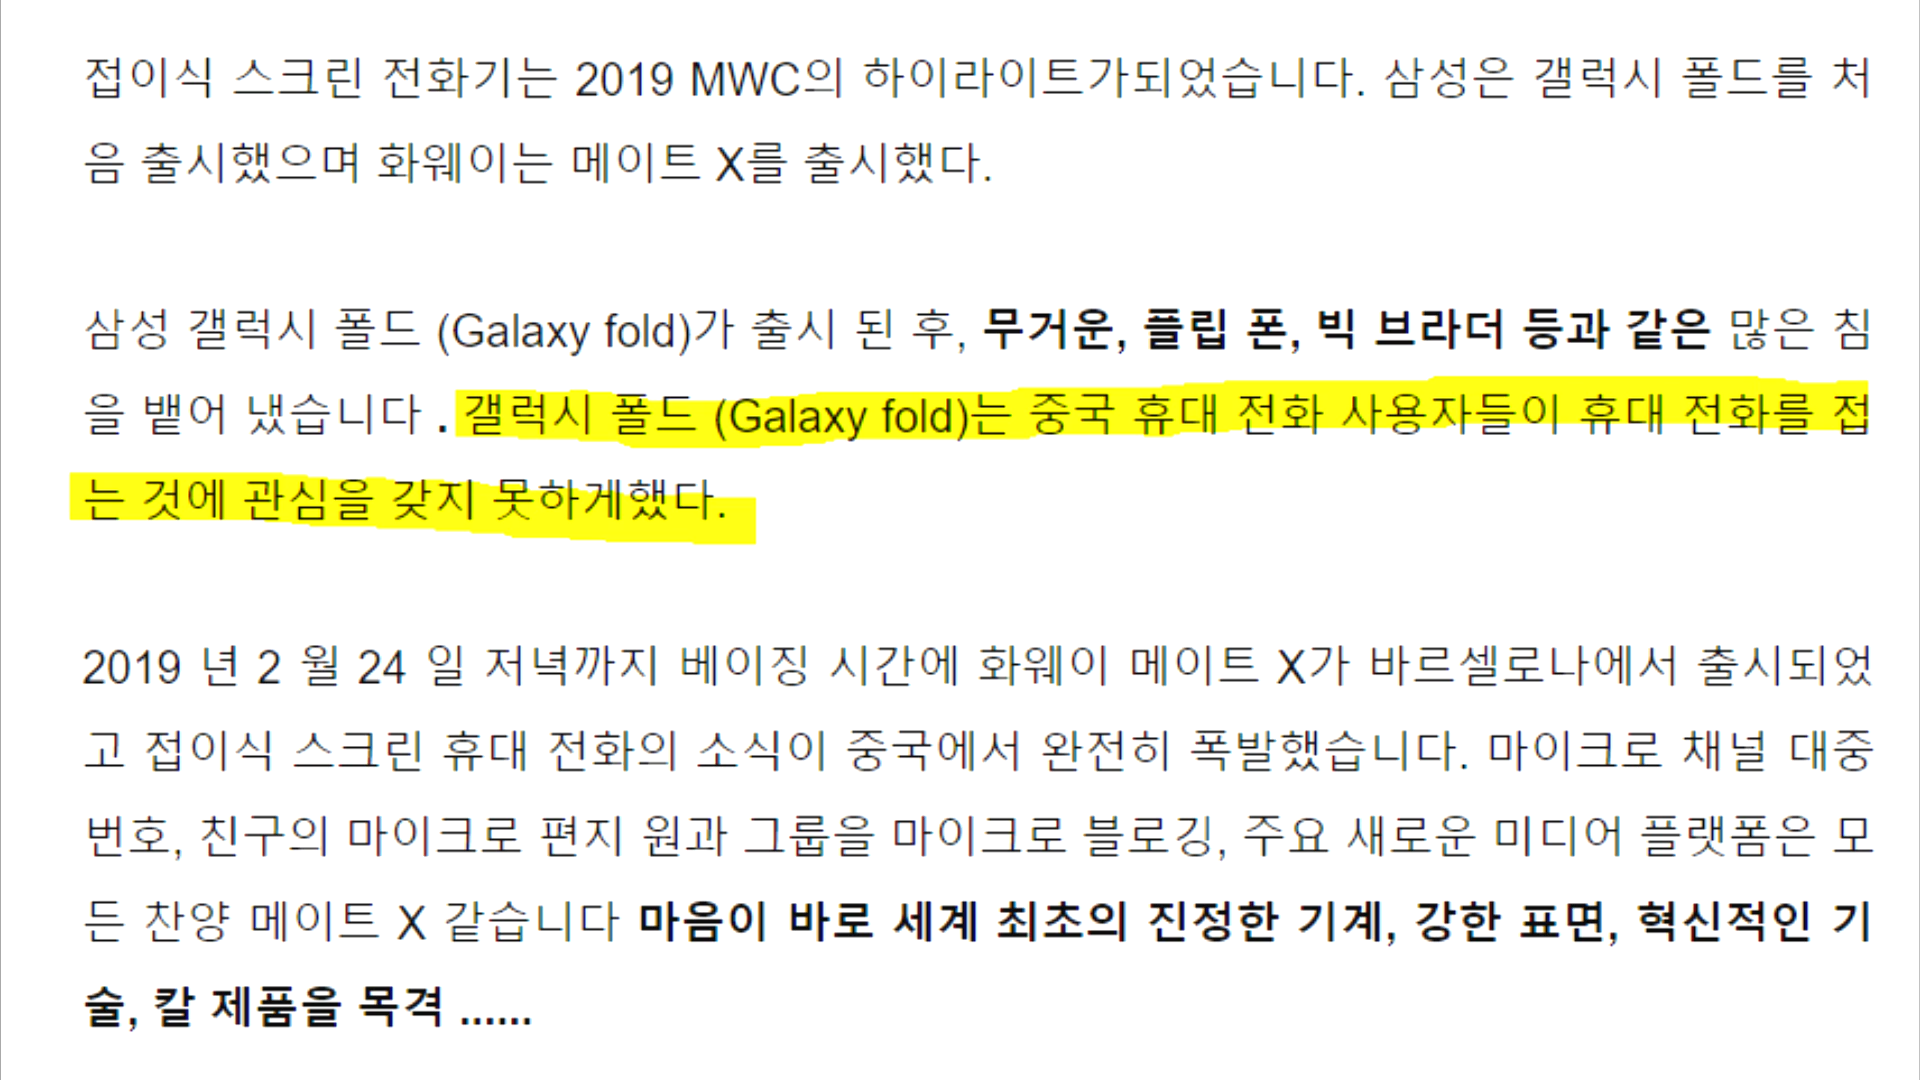 접이식 스크린 전화기는 2019 MWC의 하이라이트가되었습니다. 삼성은 갤럭시 폴드를 처
음 출시했으며 화웨이는 메이트 X를 출시했다.
삼성 갤럭시 폴드 (Galaxy fold)가 출시 된 후, 무거운, 플립 폰, 빅 브라더 등과 같은 많은 침
을 뱉어 냈습니다 . 갤럭시 폴드 (Galaxy fold)는 중국 휴대 전화 사용자들이 휴대 전화를 접
는 것에 관심을 갖지 못하게했다.
2019 년 2 월 24 일 저녁까지 베이징 시간에 화웨이 메이트 X가 바르셀로나에서 출시되었
고 접이식 스크린 휴대 전화의 소식이 중국에서 완전히 폭발했습니다. 마이크로 채널 대중
번호, 친구의 마이크로 편지 원과 그룹을 마이크로 블로깅, 주요 새로운 미디어 플랫폼은 모
든 찬양 메이트 X 같습니다 마음이 바로 세계 최초의 진정한 기계, 강한 표면, 혁신적인 기
술, 칼 제품을 목격 ......